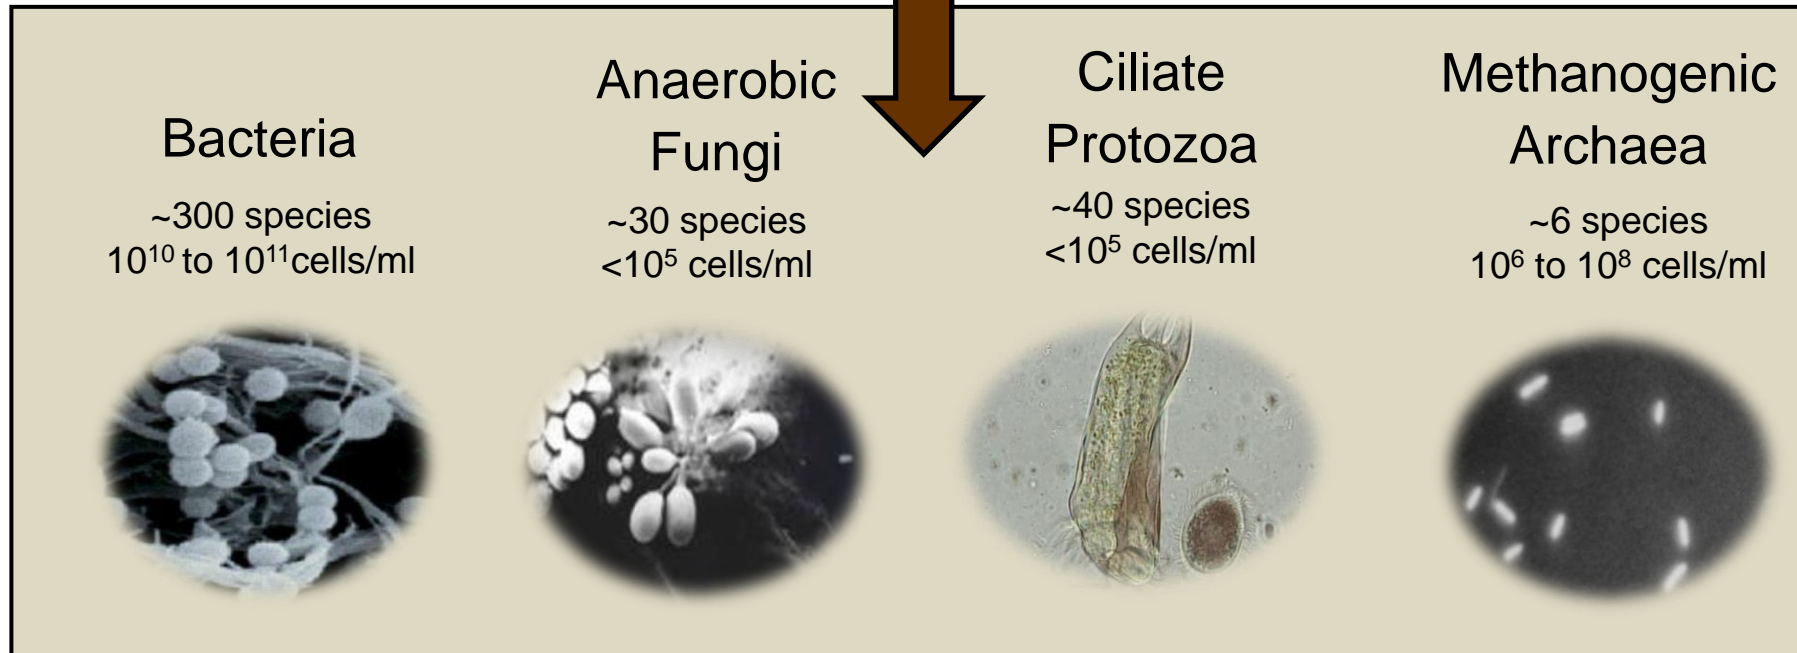 Bacteria
~300 species
10¹⁰ to 10¹¹cells/ml
Anaerobic
Fungi
~30 species
<10⁵ cells/ml
Ciliate
Protozoa
~40 species
<10⁵ cells/ml
Methanogenic
Archaea
~6 species
10⁶ to 10⁸ cells/ml